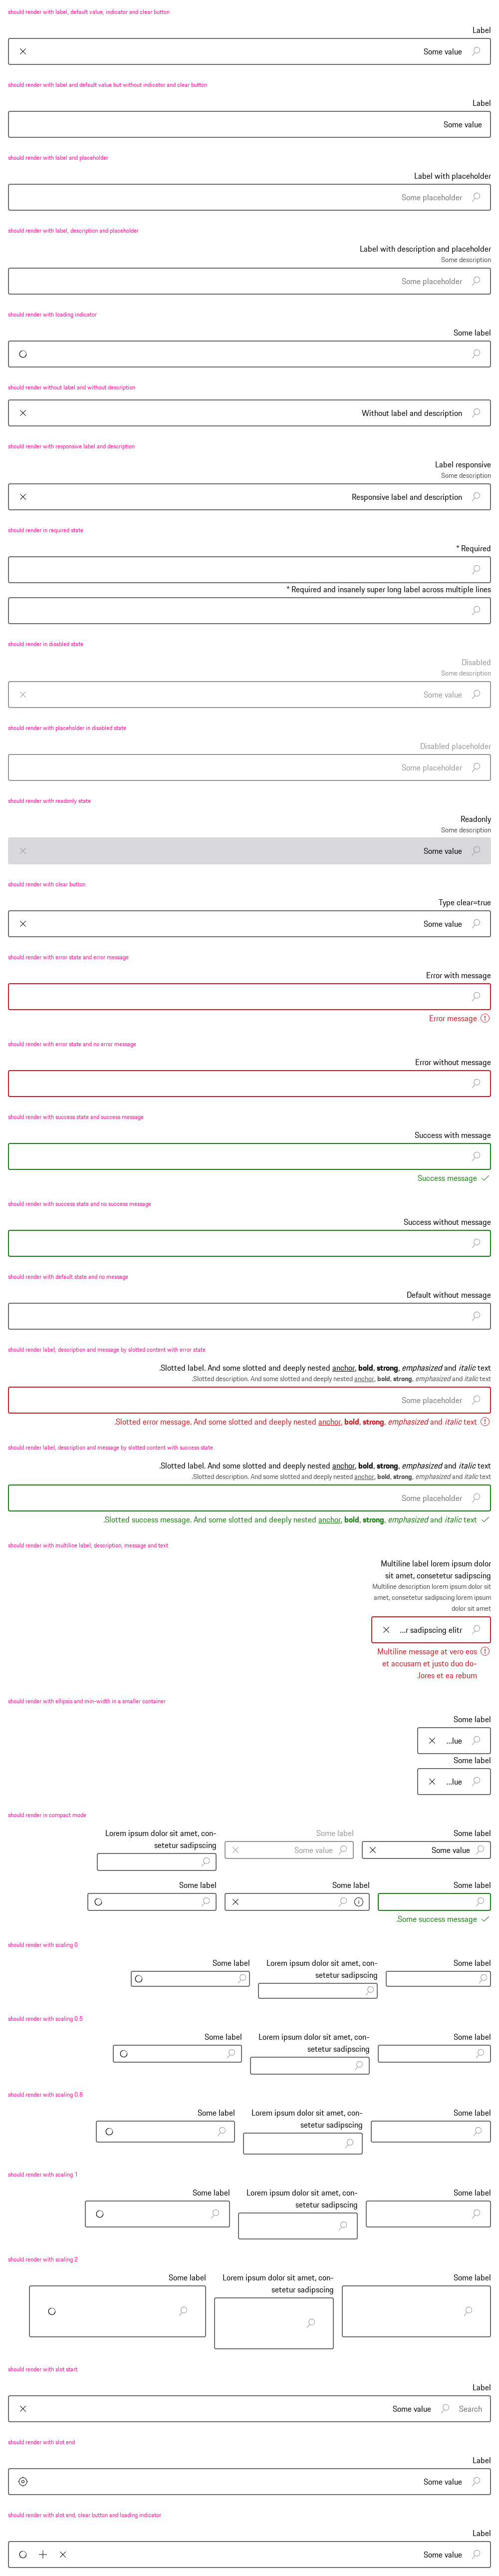 should render with label, default value, indicator and clear button
Label
Some value
should render with label and default value but without indicator and clear button
Label
Some value
should render with label and placeholder
Label with placeholder
Some placeholder
should render with label, description and placeholder
Label with description and placeholder
Some description
Some placeholder
should render with loading indicator
Some label
should render without label and without description
Without label and description
should render with responsive label and description
Label responsive
Some description
Responsive label and description
should render in required state
* Required
* Required and insanely super long label across multiple lines
should render in disabled state
Disabled
Some description
Some value
should render with placeholder in disabled state
Disabled placeholder
Some placeholder
should render with readonly state
Readonly
Some description
Some value
should render with clear button
Type clear=true
Some value
should render with error state and error message
Error with message
Error message
should render with error state and no error message
Error without message
should render with success state and success message
Success with message
Success message
should render with success state and no success message
Success without message
should render with default state and no message
Default without message
should render label, description and message by slotted content with error state
.Slotted label. And some slotted and deeply nested anchor, bold, strong, emphasized and italic text
.Slotted description. And some slotted and deeply nested anchor, bold, strong, emphasized and italic text
Some placeholder
.Slotted error message. And some slotted and deeply nested anchor, bold, strong, emphasized and italic text
should render label, description and message by slotted content with success state
.Slotted label. And some slotted and deeply nested anchor, bold, strong, emphasized and italic text
.Slotted description. And some slotted and deeply nested anchor, bold, strong, emphasized and italic text
Some placeholder
.Slotted success message. And some slotted and deeply nested anchor, bold, strong, emphasized and italic text
should render with multiline label, description, message and text
Multiline label lorem ipsum dolor
sit amet, consetetur sadipscing
Multiline description lorem ipsum dolor sit
amet, consetetur sadipscing lorem ipsum
dolor sit amet
...r sadipscing elitr
Multiline message at vero eos
et accusam et justo duo do-
.lores et ea rebum
should render with ellipsis and min-width in a smaller container
Some label
...lue
Some label
...lue
should render in compact mode
Lorem ipsum dolor sit amet, con-
setetur sadipscing
Some label
Some value
Some label
Some value
Some label
Some label
Some label
.Some success message
should render with scaling 0
Some label
Lorem ipsum dolor sit amet, con-
setetur sadipscing
Some label
should render with scaling 0.5
Some label
Lorem ipsum dolor sit amet, con-
setetur sadipscing
Some label
should render with scaling 0.8
Some label
Lorem ipsum dolor sit amet, con-
setetur sadipscing
Some label
should render with scaling 1
Some label
Lorem ipsum dolor sit amet, con-
setetur sadipscing
Some label
should render with scaling 2
Some label
Lorem ipsum dolor sit amet, con-
setetur sadipscing
Some label
should render with slot start
Label
Some value
Search
should render with slot end
Label
Some value
should render with slot end, clear button and loading indicator
Label
Some value